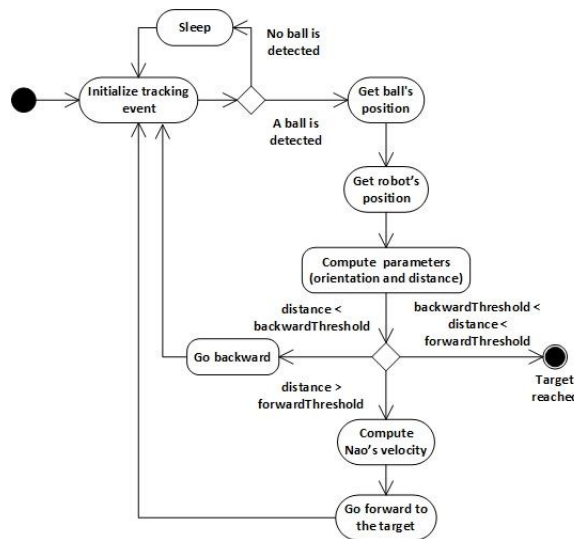 Sleep
No ball is
detected
Initialize tracking
event
Get ball's
position
A ball is
detected
Get robot's
position
Compute parameters
(orientation and distance)
distance <
backwardThreshold
backwardThreshold <
distance <
forwardThreshold
Go backward
distance >
forwardThreshold
Target
reached
Compute
Nao's velocity
Go forward to
the target